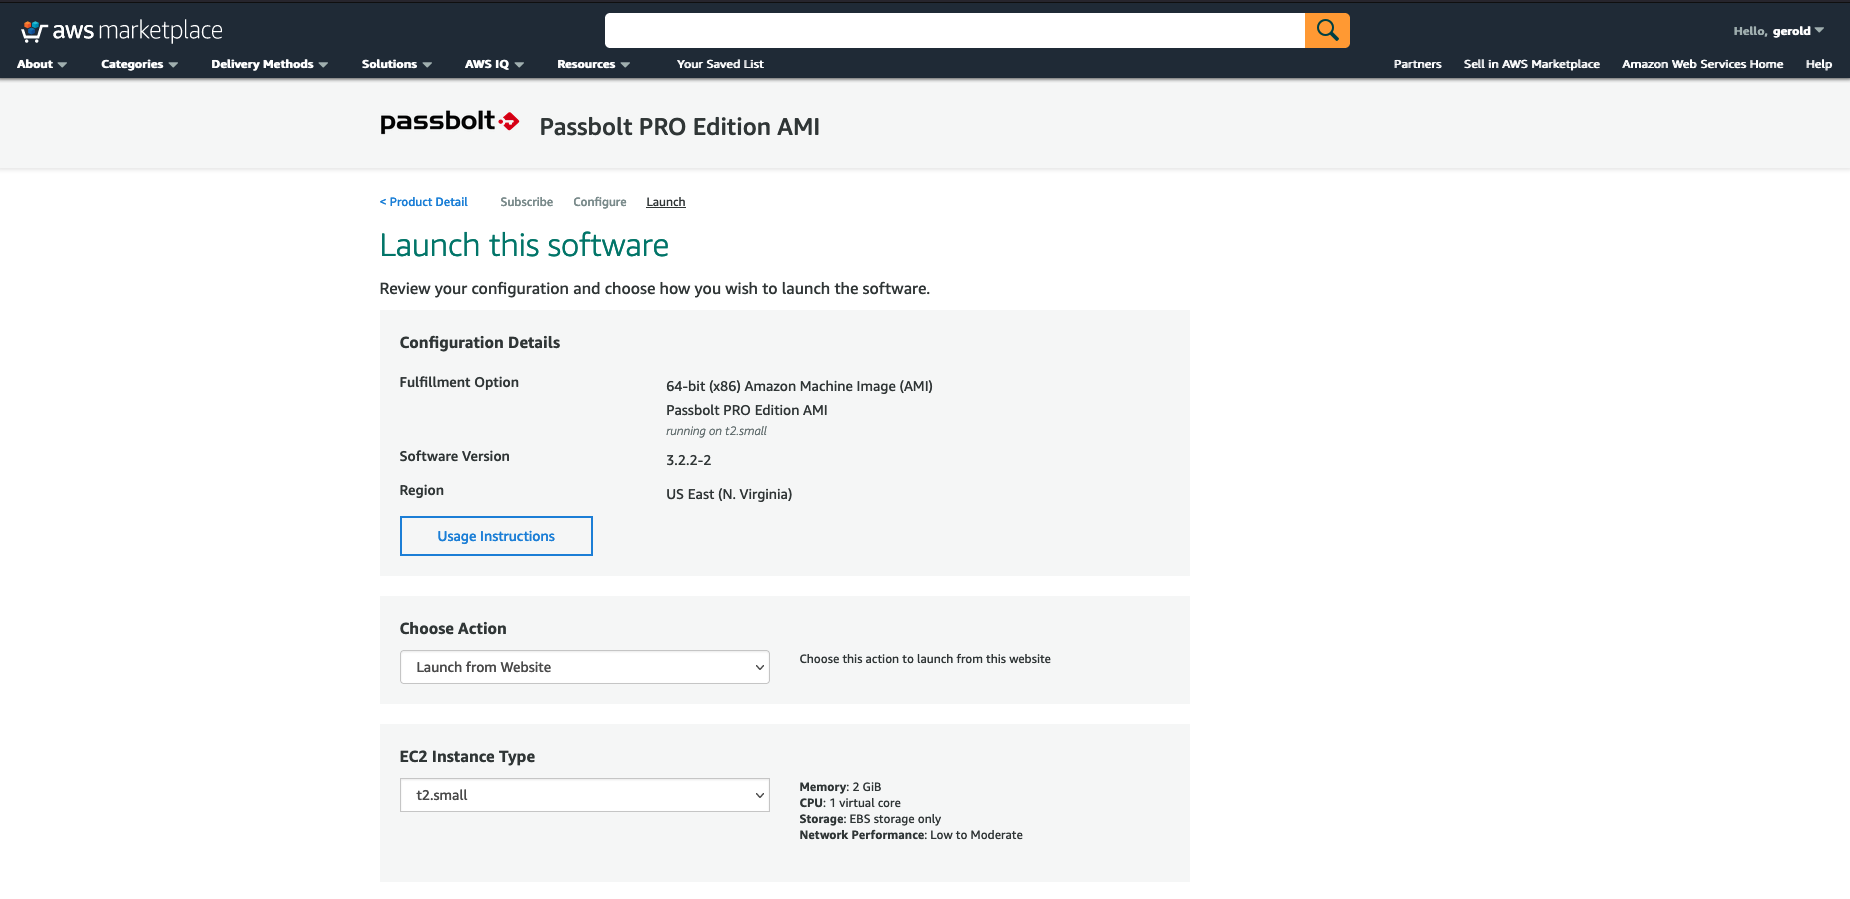 aws marketplace
Hello, gerold
About Categories Delivery Methods Solutions AWS IQ Resources Your Saved List Partners Sell in AWS Marketplace Amazon Web Services Home Help
passbolt Passbolt PRO Edition AMI
< Product Detail Subscribe Configure Launch
Launch this software
Review your configuration and choose how you wish to launch the software.
Configuration Details
Fulfillment Option
64-bit (x86) Amazon Machine Image (AMI)
Passbolt PRO Edition AMI
running on t2.small
Software Version
3.2.2-2
Region
US East (N. Virginia)
Usage Instructions
Choose Action
Launch from Website
Choose this action to launch from this website
EC2 Instance Type
t2.small
Memory: 2 GiB
CPU: 1 virtual core
Storage: EBS storage only
Network Performance: Low to Moderate